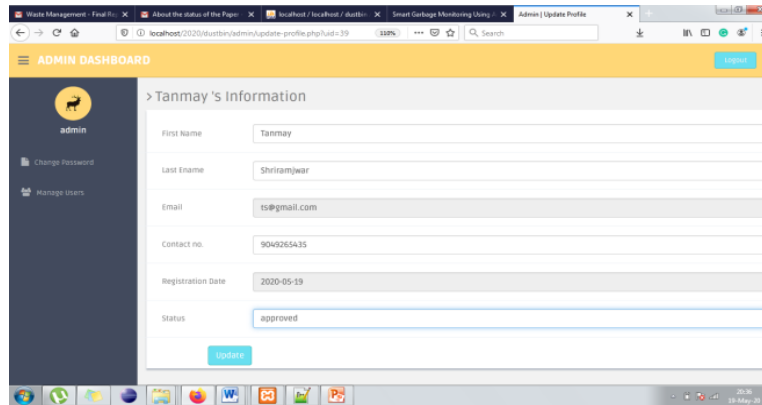 Waste Management - Final Re
About the status of the Paper
localhost / localhost / dustbin
Smart Garbage Monitoring Using
Admin | Update Profile
localhost/2020/dustbin/admin/update-profile.php?uid=39
110%
Search
ADMIN DASHBOARD
Logout
admin
Change Password
Manage Users
> Tanmay 's Information
First Name
Tanmay
Last Ename
Shriramjwar
Email
ts@gmail.com
Contact no.
9049265435
Registration Date
2020-05-19
Status
approved
Update
20:36
19-May-20